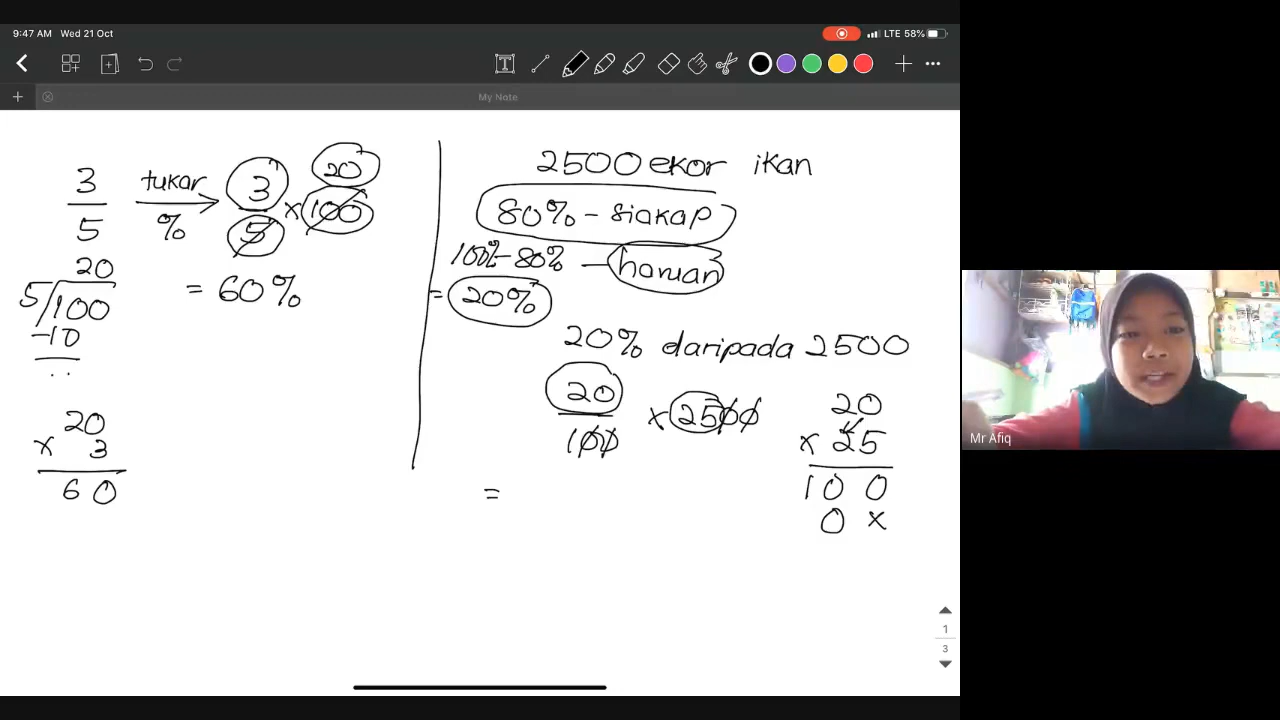 9:47 AM Wed 21 Oct
LTE 58%
My Note
3/5 tukar % → 3/5 × 100 20
= 60%
20
5/100
-10
20
× 3
60
2500 ekor ikan
80% - siakap
100% - 80% - haruan
= 20%
20% daripada 2500
20/100 × 2500
=
20
× 25
100
0 ×
1
3
Mr Afiq